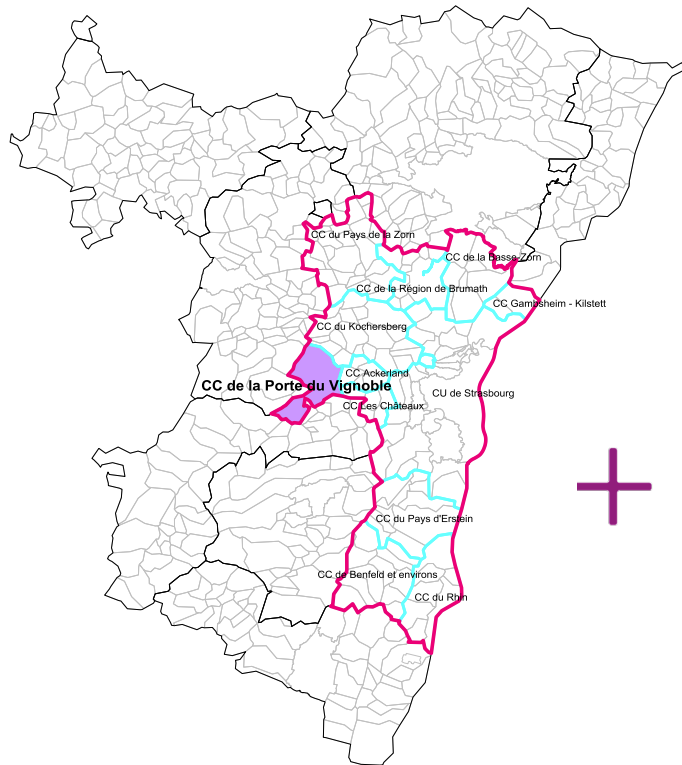 CC du Pays de la Zorn
CC de la Basse-Zorn
CC de la Région de Brumath
CC Gambsheim - Kilstett
CC du Kochersberg
CC Ackerland
CC de la Porte du Vignoble
CU de Strasbourg
CC Les Châteaux
CC du Pays d'Erstein
CC de Benfeld et environs
CC du Rhin